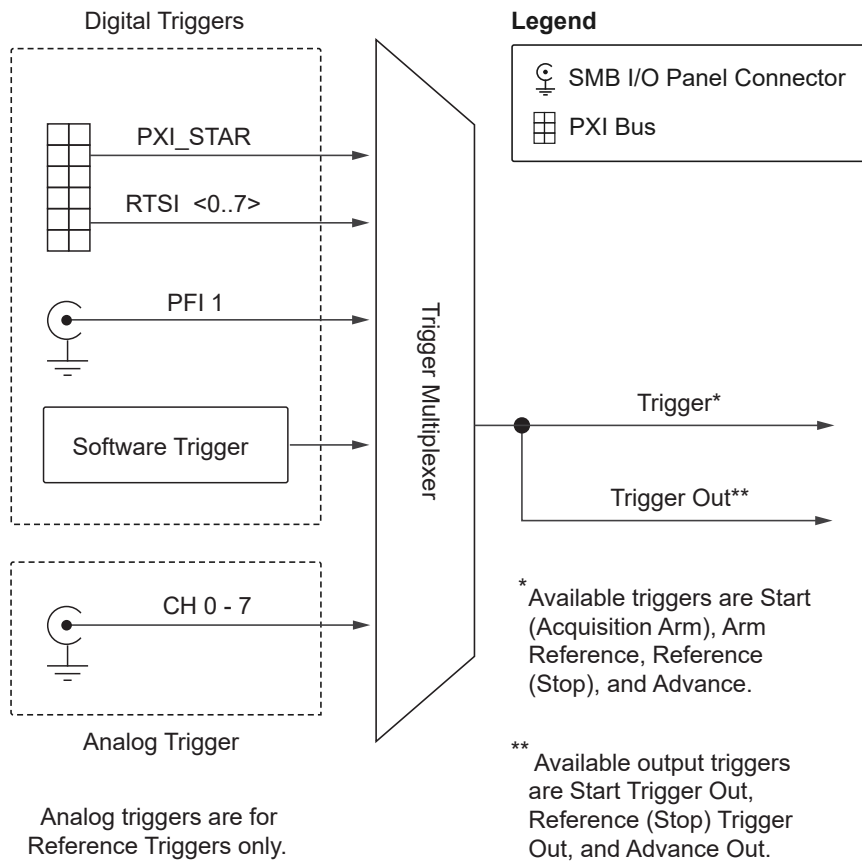 Digital Triggers
PXI_STAR
RTSI <0..7>
PFI 1
Software Trigger
CH 0 - 7
Analog Trigger
Analog triggers are for
Reference Triggers only.
Trigger Multiplexer
Legend
SMB I/O Panel Connector
PXI Bus
Trigger*
Trigger Out**
*Available triggers are Start
(Acquisition Arm), Arm
Reference, Reference
(Stop), and Advance.
**Available output triggers
are Start Trigger Out,
Reference (Stop) Trigger
Out, and Advance Out.